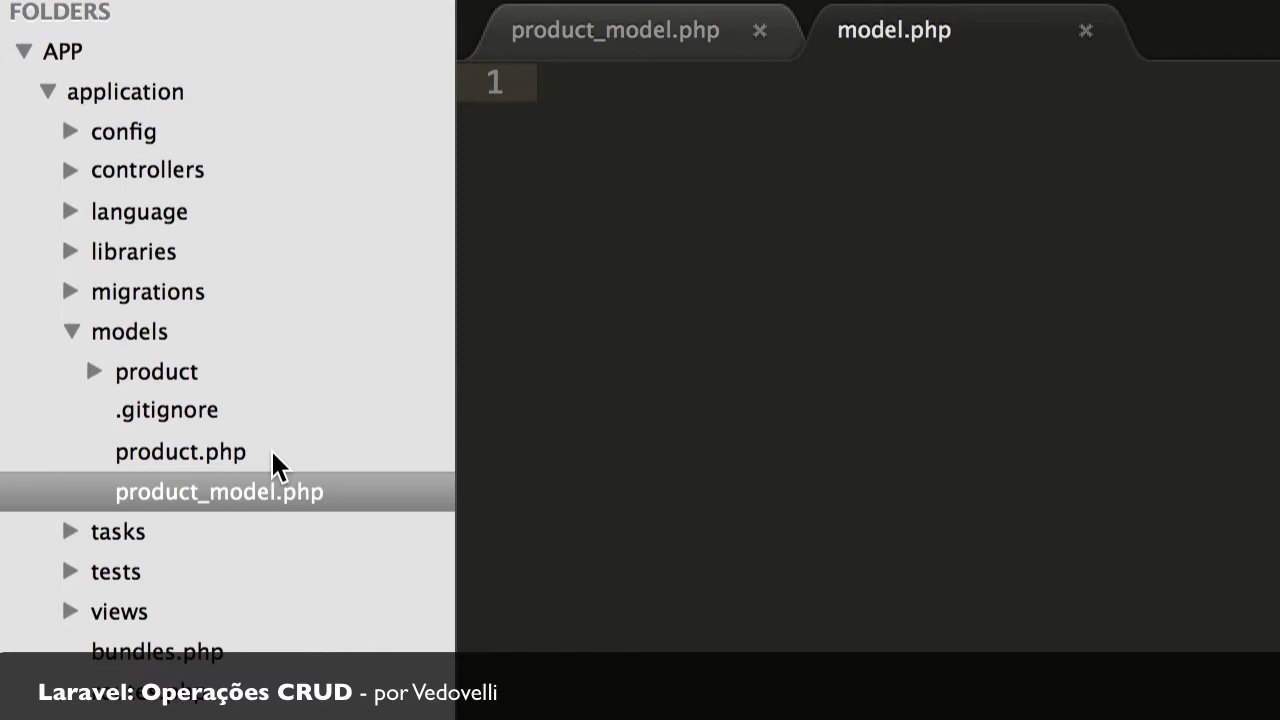 FOLDERS
APP
application
config
controllers
language
libraries
migrations
models
product
.gitignore
product.php
product_model.php
tasks
tests
views
bundles.php
product_model.php
model.php
1
Laravel: Operações CRUD - por Vedovelli